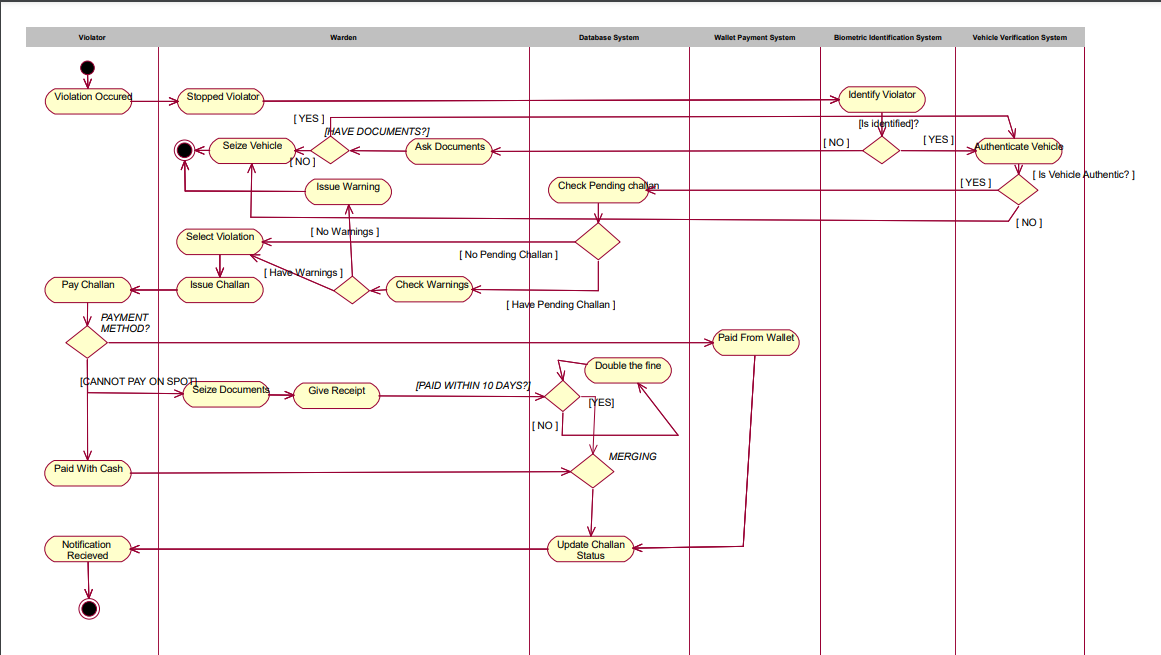 Violator
Warden
Database System
Wallet Payment System
Biometric Identification System
Vehicle Verification System
Violation Occured
Stopped Violator
Identify Violator
[ YES ]
[Is identified]?
[HAVE DOCUMENTS?]
Seize Vehicle
[ NO ]
Ask Documents
[ NO ]
[ YES ]
Authenticate Vehicle
[ Is Vehicle Authentic? ]
Issue Warning
Check Pending challan
[ YES ]
[ NO ]
Select Violation
[ No Warnings ]
[ No Pending Challan ]
[ Have Warnings ]
Pay Challan
Issue Challan
Check Warnings
[ Have Pending Challan ]
PAYMENT
METHOD?
Paid From Wallet
Double the fine
[CANNOT PAY ON SPOT]
Seize Documents
Give Receipt
[PAID WITHIN 10 DAYS?]
[YES]
[ NO ]
MERGING
Paid With Cash
Notification
Recieved
Update Challan
Status